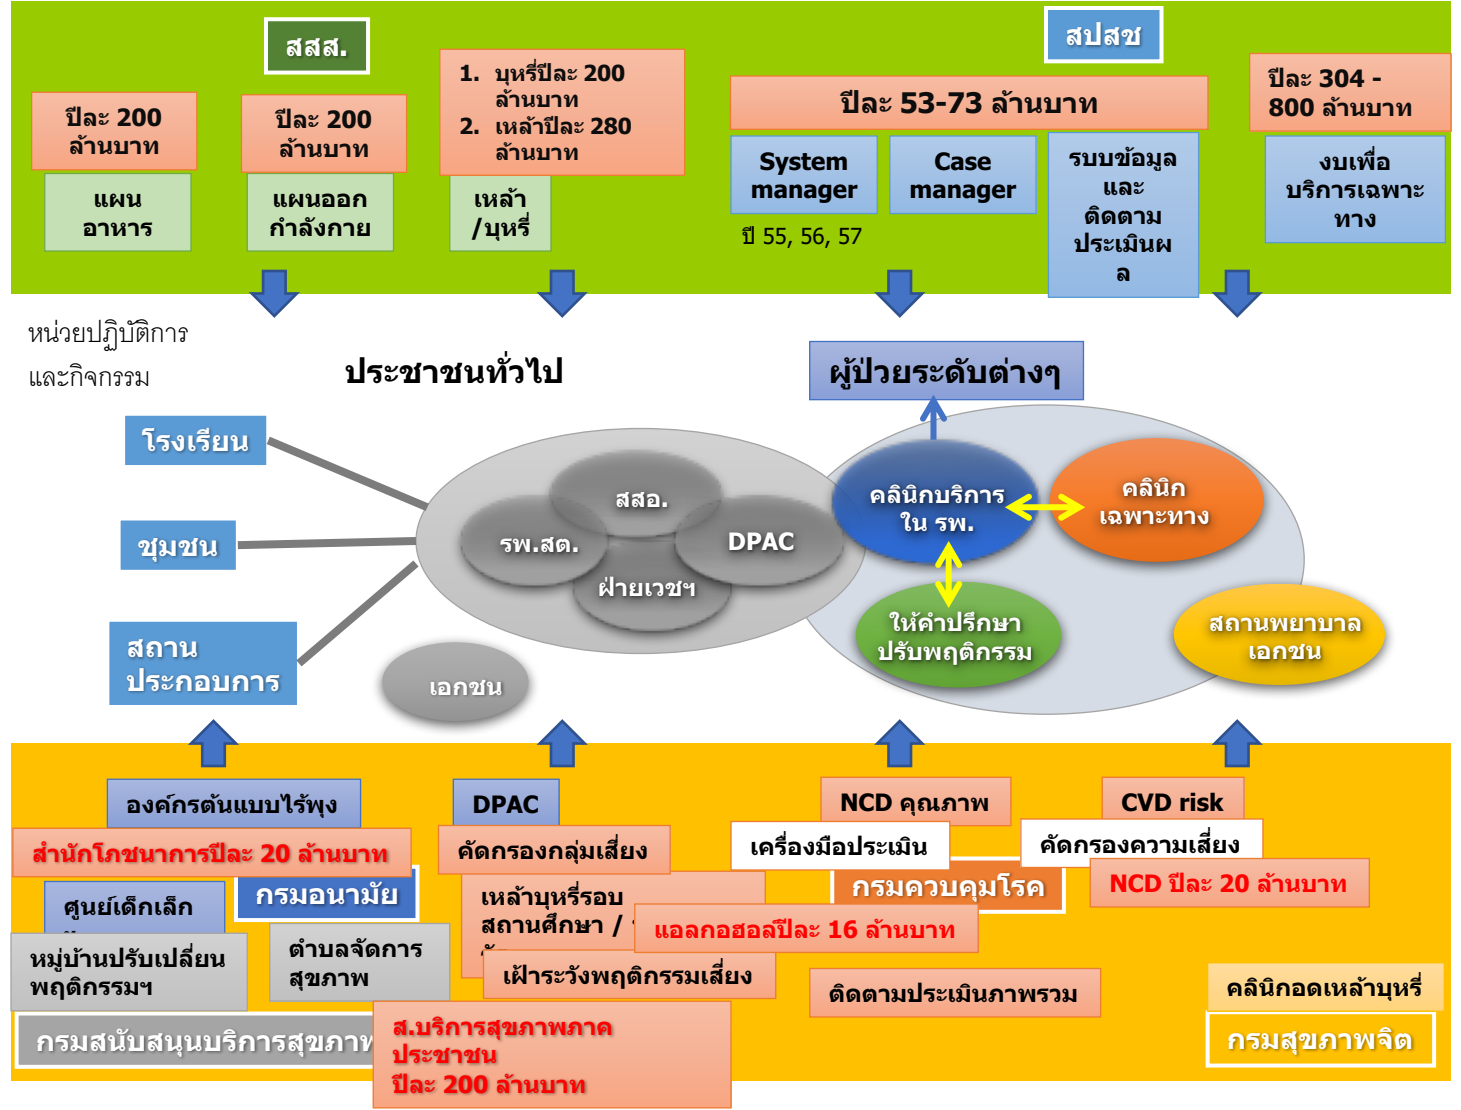 สสส.
สปสช
ปีละ 200
ล้านบาท
ปีละ 200
ล้านบาท
1. บุหรี่ปีละ 200
ล้านบาท
2. เหล้าปีละ 280
ล้านบาท
ปีละ 53-73 ล้านบาท
ปีละ 304 -
800 ล้านบาท
แผน
อาหาร
แผนออก
กำลังกาย
เหล้า
/บุหรี่
System
manager
Case
manager
ระบบข้อมูล
และ
ติดตาม
ประเมินผ
ล
งบเพื่อ
บริการเฉพาะ
ทาง
ปี 55, 56, 57
หน่วยปฏิบัติการ
และกิจกรรม
ประชาชนทั่วไป
ผู้ป่วยระดับต่างๆ
โรงเรียน
ชุมชน
สถาน
ประกอบการ
สสอ.
รพ.สต.
DPAC
ฝ่ายเวชฯ
เอกชน
คลินิกบริการ
ใน รพ.
คลินิก
เฉพาะทาง
ให้คำปรึกษา
ปรับพฤติกรรม
สถานพยาบาล
เอกชน
องค์กรต้นแบบไร้พุง
สำนักโภชนาการปีละ 20 ล้านบาท
กรมอนามัย
ศูนย์เด็กเล็ก
หมู่บ้านปรับเปลี่ยน
พฤติกรรมฯ
ตำบลจัดการ
สุขภาพ
กรมสนับสนุนบริการสุขภาพ
DPAC
คัดกรองกลุ่มเสี่ยง
เหล้าบุหรี่รอบ
สถานศึกษา /
แอลกอฮอล์ปีละ 16 ล้านบาท
เฝ้าระวังพฤติกรรมเสี่ยง
ส.บริการสุขภาพภาค
ประชาชน
ปีละ 200 ล้านบาท
NCD คุณภาพ
เครื่องมือประเมิน
กรมควบคุมโรค
ติดตามประเมินภาพรวม
CVD risk
คัดกรองความเสี่ยง
NCD ปีละ 20 ล้านบาท
คลินิกอดเหล้าบุหรี่
กรมสุขภาพจิต